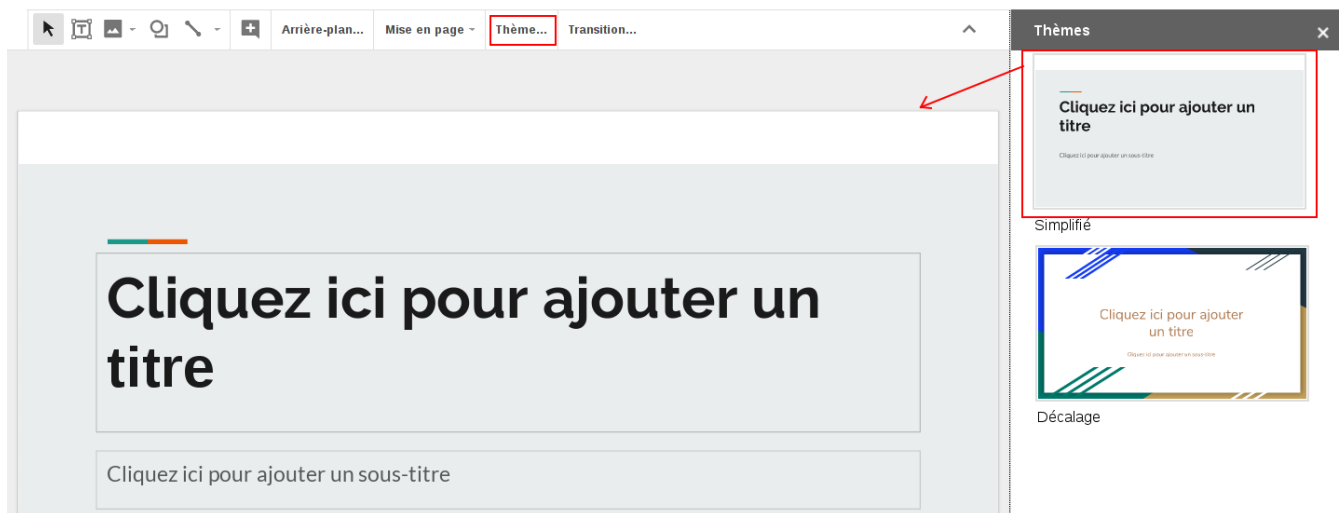 Arrière-plan... Mise en page Thème... Transition...
Thèmes
Cliquez ici pour ajouter un
titre
Cliquez ici pour ajouter un sous-titre
Cliquez ici pour ajouter un
titre
Cliquez ici pour ajouter un sous-titre
Simplifié
Cliquez ici pour ajouter
un titre
Cliquez ici pour ajouter un sous-titre
Décalage